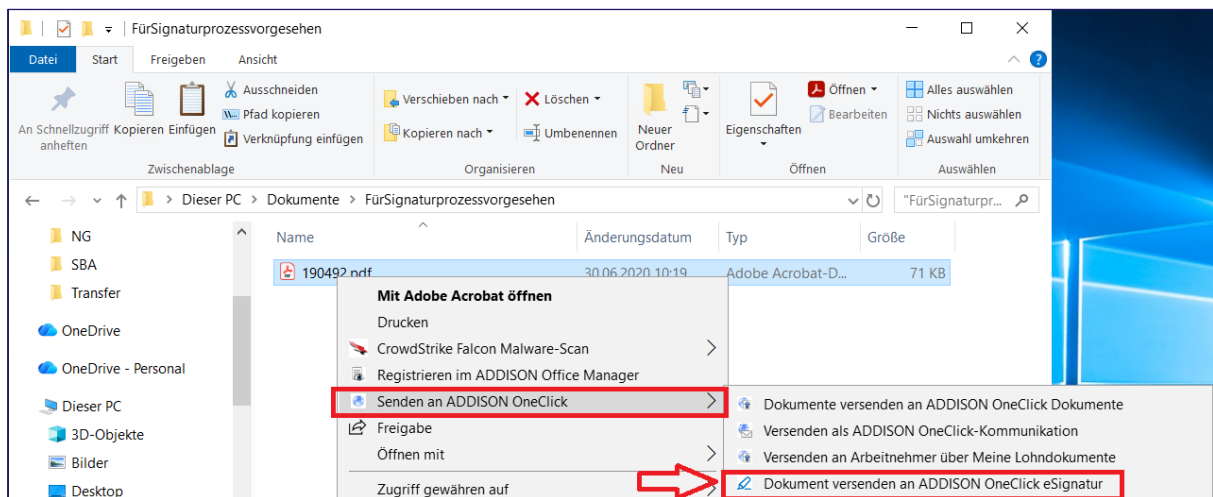 FürSignaturprozessvorgesehen
Datei Start Freigeben Ansicht
An Schnellzugriff anheften
Kopieren
Einfügen
Ausschneiden
Pfad kopieren
Verknüpfung einfügen
Zwischenablage
Verschieben nach
Kopieren nach
Löschen
Umbenennen
Organisieren
Neuer
Ordner
Neu
Eigenschaften
Öffnen
Bearbeiten
Öffnen
Alles auswählen
Nichts auswählen
Auswahl umkehren
Auswählen
Dieser PC > Dokumente > FürSignaturprozessvorgesehen
"FürSignaturpr...
NG
SBA
Transfer
OneDrive
OneDrive - Personal
Dieser PC
3D-Objekte
Bilder
Desktop
Name Änderungsdatum Typ Größe
190492.pdf 30.06.2020 10:19 Adobe Acrobat-D... 71 KB
Mit Adobe Acrobat öffnen
Drucken
CrowdStrike Falcon Malware-Scan
Registrieren im ADDISON Office Manager
Senden an ADDISON OneClick
Freigabe
Öffnen mit
Zugriff gewähren auf
Dokumente versenden an ADDISON OneClick Dokumente
Versenden als ADDISON OneClick-Kommunikation
Versenden an Arbeitnehmer über Meine Lohndokumente
Dokument versenden an ADDISON OneClick eSignatur